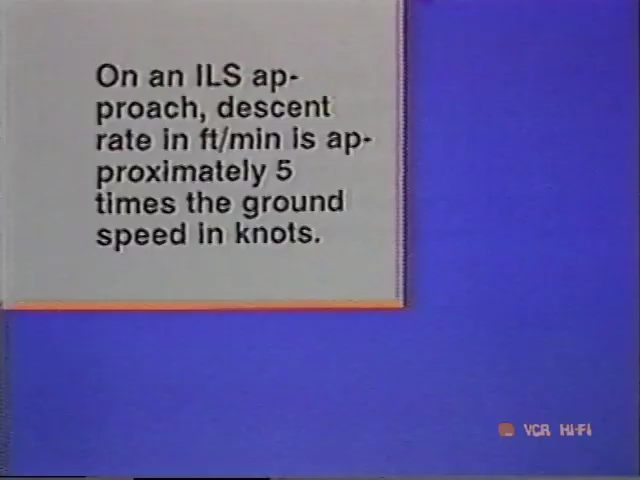 On an ILS ap-
proach, descent
rate in ft/min is ap-
proximately 5
times the ground
speed in knots.
VCR HI-FI